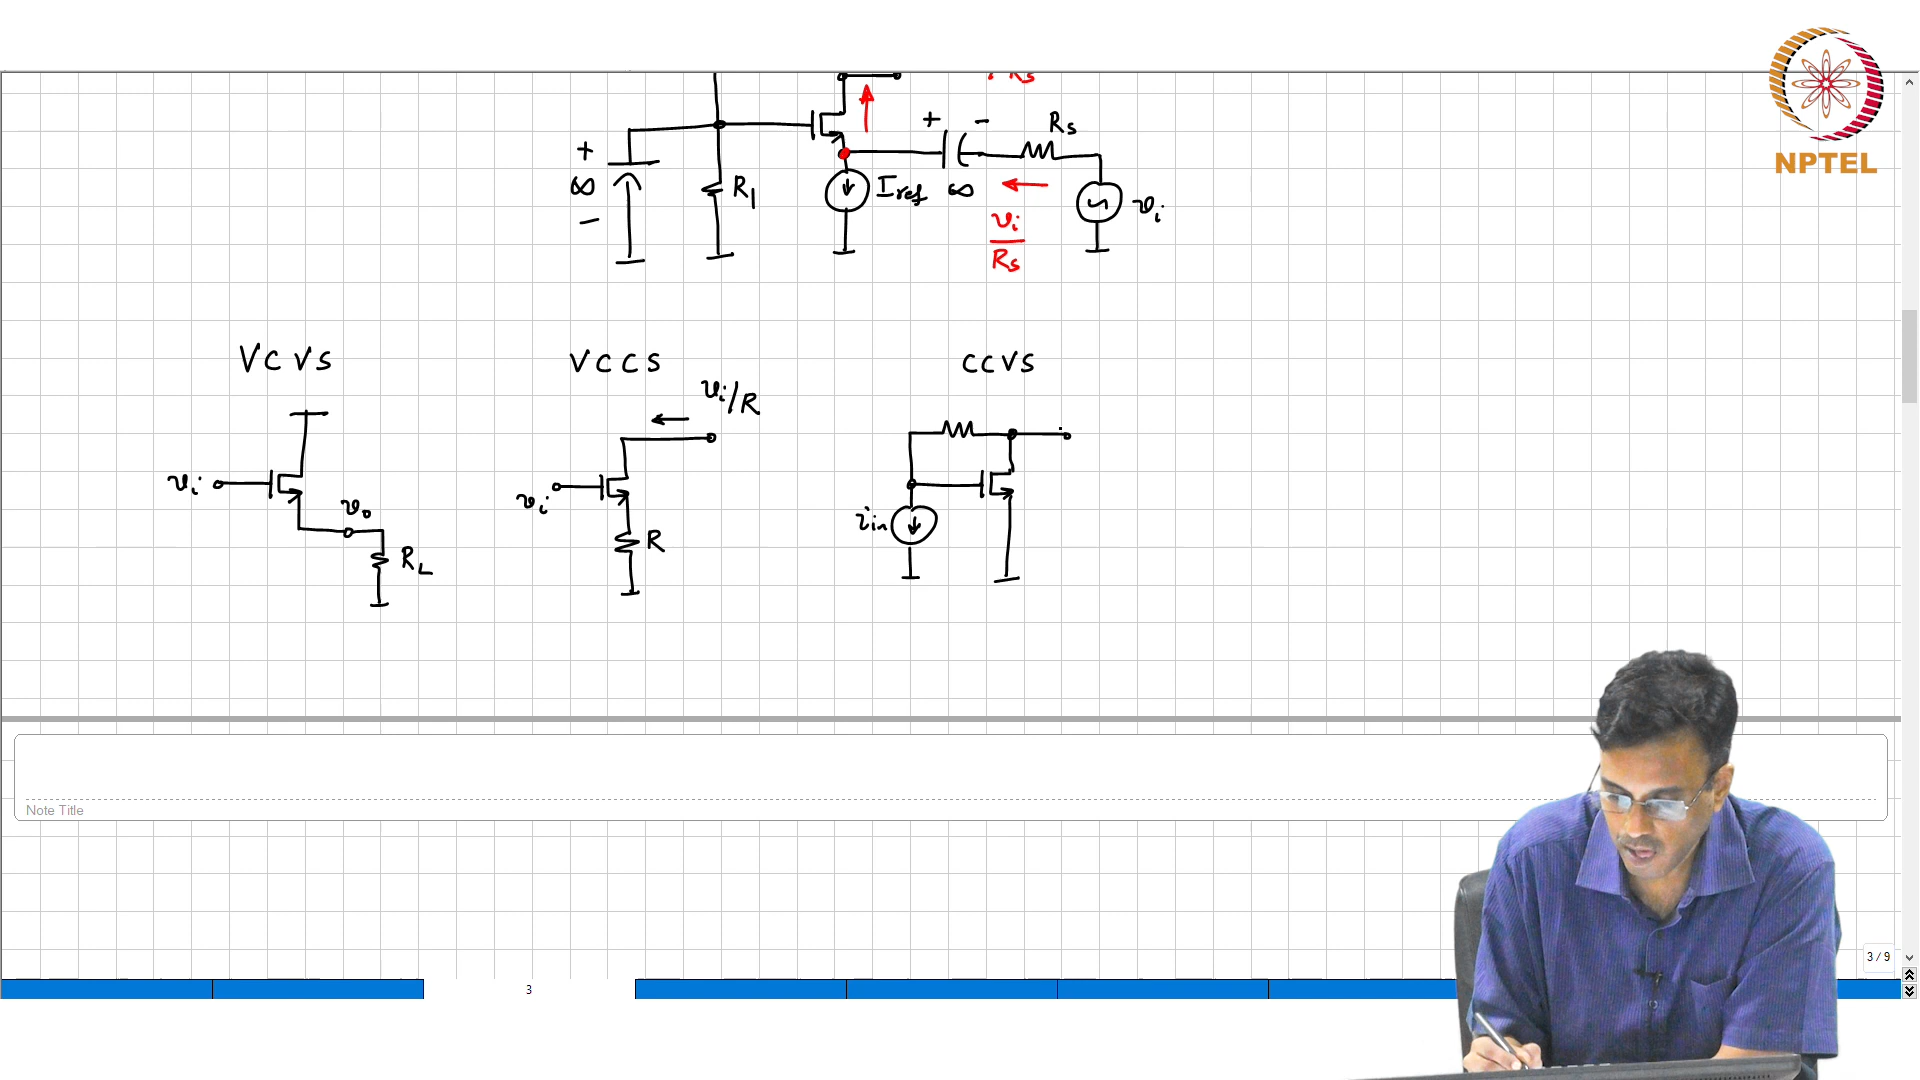 NPTEL
+ − Rs
+
∞ R1 Iref ∞ vi
−
vi
Rs
VCVS VCCS CCVS
vi/R
vi vi
vo iin
RL R
Note Title
3 / 9
3